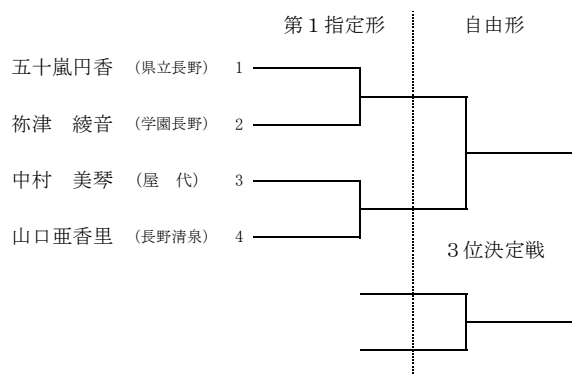 第１指定形 自由形
五十嵐円香 (県立長野) 1
祢津　綾音 (学園長野) 2
中村　美琴 (屋　代) 3
山口亜香里 (長野清泉) 4
３位決定戦